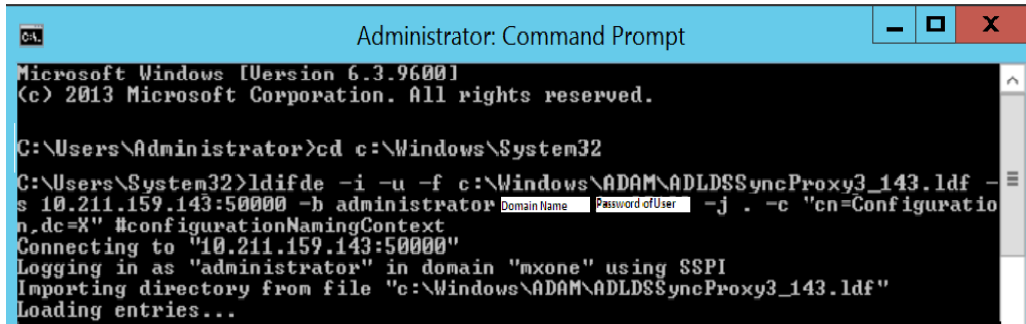 Administrator: Command Prompt
Microsoft Windows [Version 6.3.9600]
(c) 2013 Microsoft Corporation. All rights reserved.
C:\Users\Administrator>cd c:\Windows\System32
C:\Users\System32>ldifde -i -u -f c:\Windows\ADAM\ADLDSSyncProxy3_143.ldf -
s 10.211.159.143:50000 -b administrator Domain Name Password of User -j . -c "cn=Configuratio
n,dc=X" #configurationNamingContext
Connecting to "10.211.159.143:50000"
Logging in as "administrator" in domain "mxone" using SSPI
Importing directory from file "c:\Windows\ADAM\ADLDSSyncProxy3_143.ldf"
Loading entries...